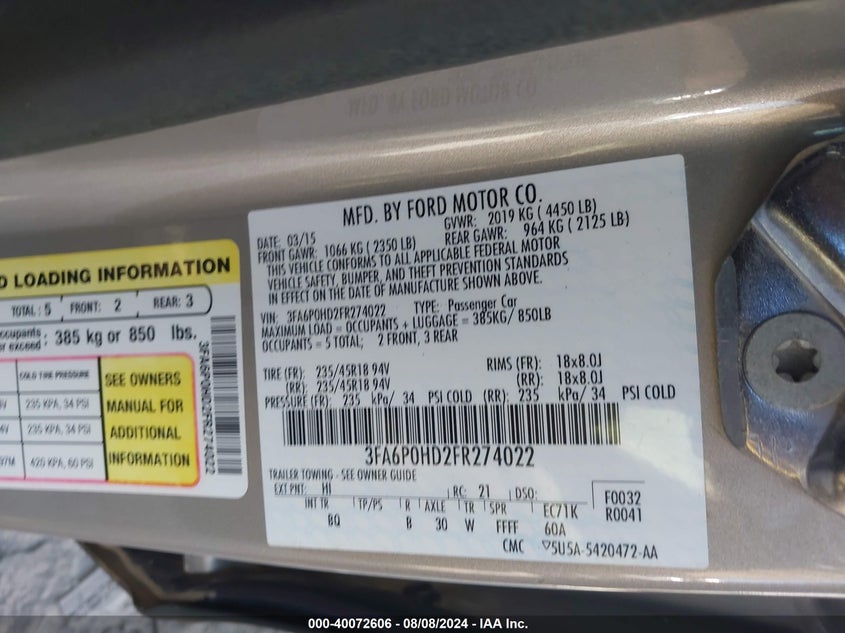 MFD. BY FORD MOTOR CO.
DATE: 03/15
GVWR: 2019 KG ( 4450 LB)
FRONT GAWR: 1066 KG ( 2350 LB)
REAR GAWR: 964 KG ( 2125 LB)
THIS VEHICLE CONFORMS TO ALL APPLICABLE FEDERAL MOTOR
VEHICLE SAFETY, BUMPER, AND THEFT PREVENTION STANDARDS
IN EFFECT ON THE DATE OF MANUFACTURE SHOWN ABOVE.
VIN: 3FA6P0HD2FR274022 TYPE: Passenger Car
MAXIMUM LOAD = OCCUPANTS + LUGGAGE = 385KG/ 850LB
OCCUPANTS = 5 TOTAL; 2 FRONT, 3 REAR
TIRE (FR): 235/45R18 94V RIMS (FR): 18x8.0J
(RR): 235/45R18 94V (RR): 18x8.0J
PRESSURE (FR): 235 kPa/ 34 PSI COLD (RR): 235 kPa/ 34 PSI COLD
3FA6P0HD2FR274022
TRAILER TOWING - SEE OWNER GUIDE
EXT PNT: HI RC: 21 DSO: F0032
INT TR TP/PS R AXLE TR SPR EC71K R0041
BQ B 30 W FFFF 60A
CMC 5U5A-5420472-AA
LOADING INFORMATION
TOTAL : 5 FRONT: 2 REAR: 3
385 kg or 850 lbs.
COLD TIRE PRESSURE
235 KPA, 34 PSI
235 KPA, 34 PSI
420 KPA, 60 PSI
SEE OWNERS
MANUAL FOR
ADDITIONAL
INFORMATION
3FA6P0HD2FR274022
000-40072606 - 08/08/2024 - IAA Inc.